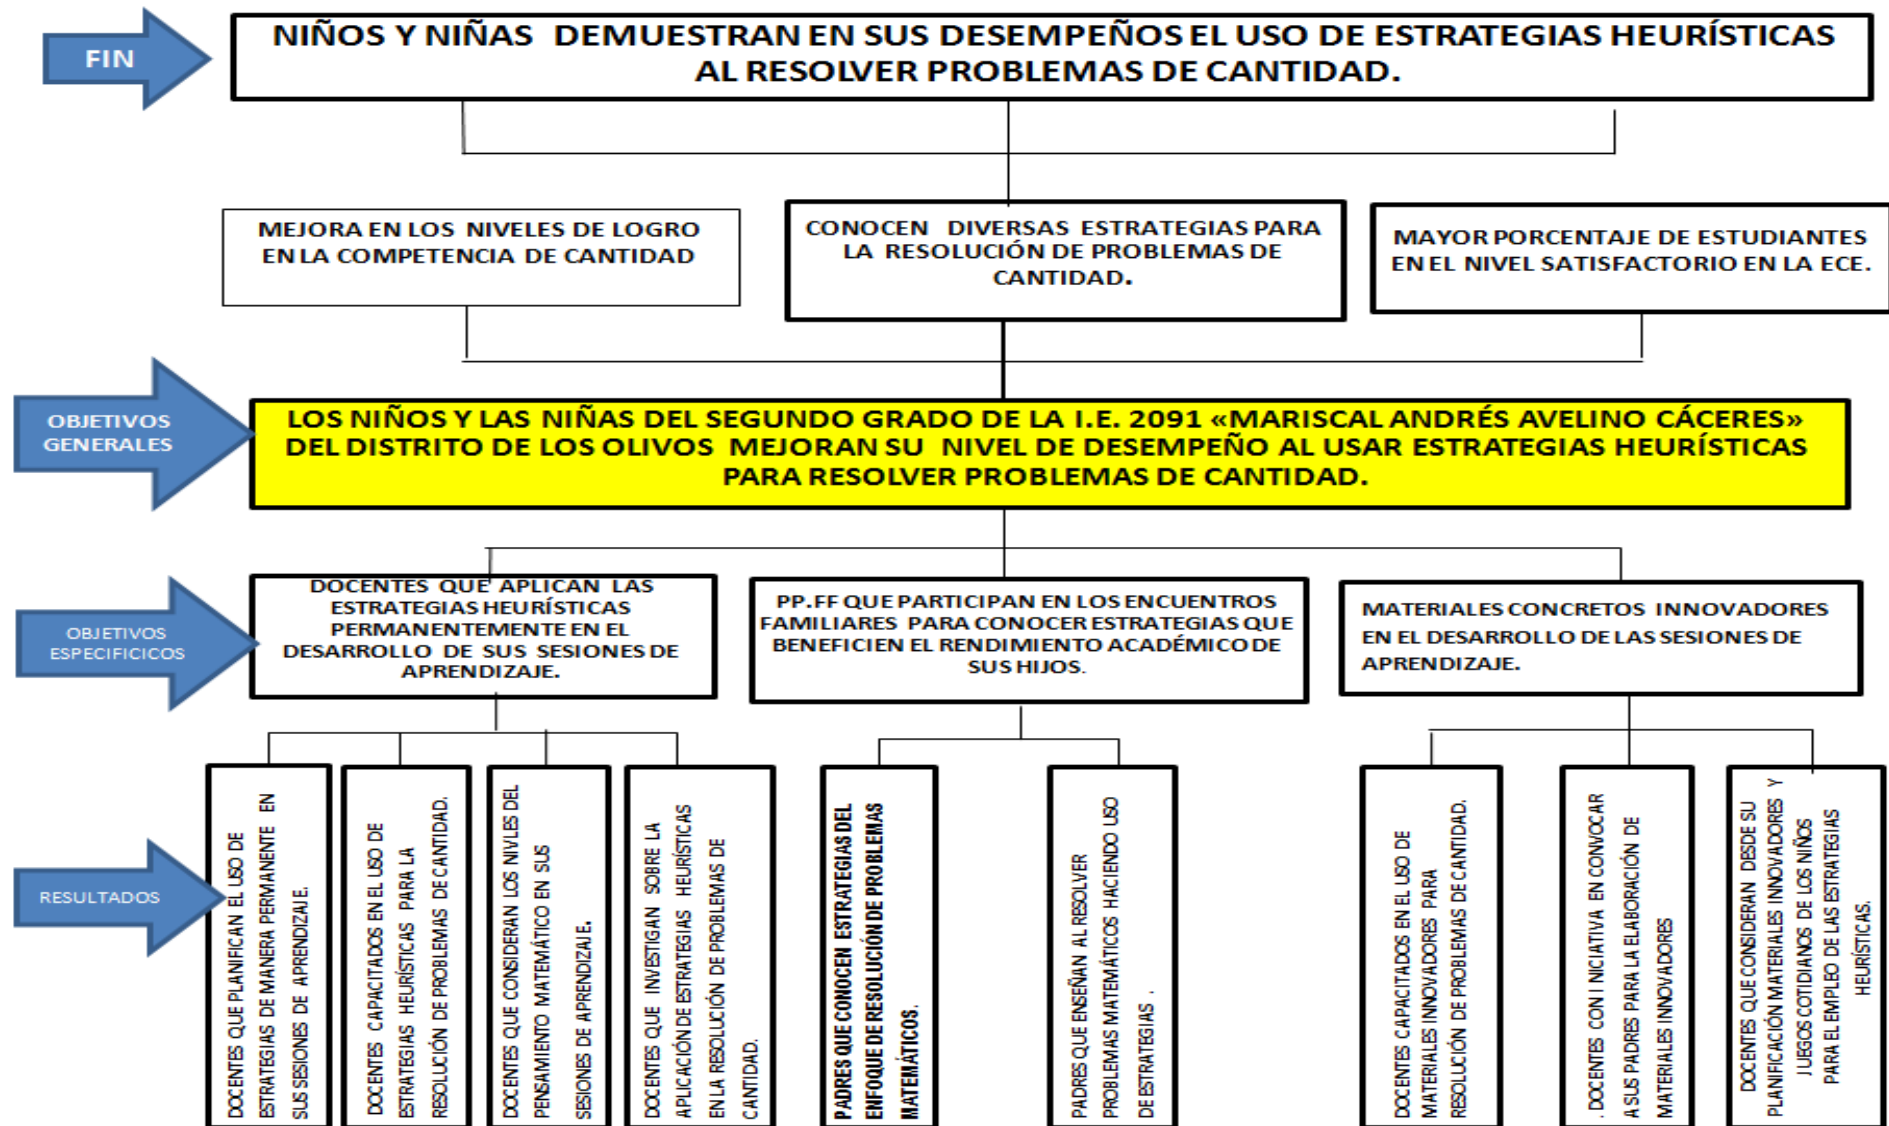 FIN
NIÑOS Y NIÑAS DEMUESTRAN EN SUS DESEMPEÑOS EL USO DE ESTRATEGIAS HEURÍSTICAS
AL RESOLVER PROBLEMAS DE CANTIDAD.
MEJORA EN LOS NIVELES DE LOGRO
EN LA COMPETENCIA DE CANTIDAD
CONOCEN DIVERSAS ESTRATEGIAS PARA
LA RESOLUCIÓN DE PROBLEMAS DE
CANTIDAD.
MAYOR PORCENTAJE DE ESTUDIANTES
EN EL NIVEL SATISFACTORIO EN LA ECE.
OBJETIVOS
GENERALES
LOS NIÑOS Y LAS NIÑAS DEL SEGUNDO GRADO DE LA I.E. 2091 «MARISCAL ANDRÉS AVELINO CÁCERES»
DEL DISTRITO DE LOS OLIVOS MEJORAN SU NIVEL DE DESEMPEÑO AL USAR ESTRATEGIAS HEURÍSTICAS
PARA RESOLVER PROBLEMAS DE CANTIDAD.
OBJETIVOS
ESPECIFICICOS
DOCENTES QUE APLICAN LAS
ESTRATEGIAS HEURÍSTICAS
PERMANENTEMENTE EN EL
DESARROLLO DE SUS SESIONES DE
APRENDIZAJE.
PP.FF QUE PARTICIPAN EN LOS ENCUENTROS
FAMILIARES PARA CONOCER ESTRATEGIAS QUE
BENEFICIEN EL RENDIMIENTO ACADÉMICO DE
SUS HIJOS.
MATERIALES CONCRETOS INNOVADORES
EN EL DESARROLLO DE LAS SESIONES DE
APRENDIZAJE.
RESULTADOS
DOCENTES QUE PLANIFICAN EL USO DE
ESTRATEGIAS DE MANERA PERMANENTE EN
SUS SESIONES DE APRENDIZAJE.
DOCENTES CAPACITADOS EN EL USO DE
ESTRATEGIAS HEURÍSTICAS PARA LA
RESOLUCIÓN DE PROBLEMAS DE CANTIDAD.
DOCENTES QUE CONSIDERAN LOS NIVLES DEL
PENSAMIENTO MATEMÁTICO EN SUS
SESIONES DE APRENDIZAJE.
DOCENTES QUE INVESTIGAN SOBRE LA
APLICACIÓN DE ESTRATEGIAS HEURÍSTICAS
EN LA RESOLUCIÓN DE PROBLEMAS DE
CANTIDAD.
PADRES QUE CONOCEN ESTRATEGIAS DEL
ENFOQUE DE RESOLUCIÓN DE PROBLEMAS
MATEMÁTICOS.
PADRES QUE ENSEÑAN AL RESOLVER
PROBLEMAS MATEMÁTICOS HACIENDO USO
DE ESTRATEGIAS .
DOCENTES CAPACITADOS EN EL USO DE
MATERIALES INNOVADORES PARA
RESOLUCIÓN DE PROBLEMAS DE CANTIDAD.
. DOCENTES CON INICIATIVA EN CONVOCAR
A SUS PADRES PARA LA ELABORACIÓN DE
MATERIALES INNOVADORES
DOCENTES QUE CONSIDERAN DESDE SU
PLANIFICACIÓN MATERIALES INNOVADORES Y
JUEGOS COTIDIANOS DE LOS NIÑOS
PARA EL EMPLEO DE LAS ESTRATEGIAS
HEURÍSTICAS.